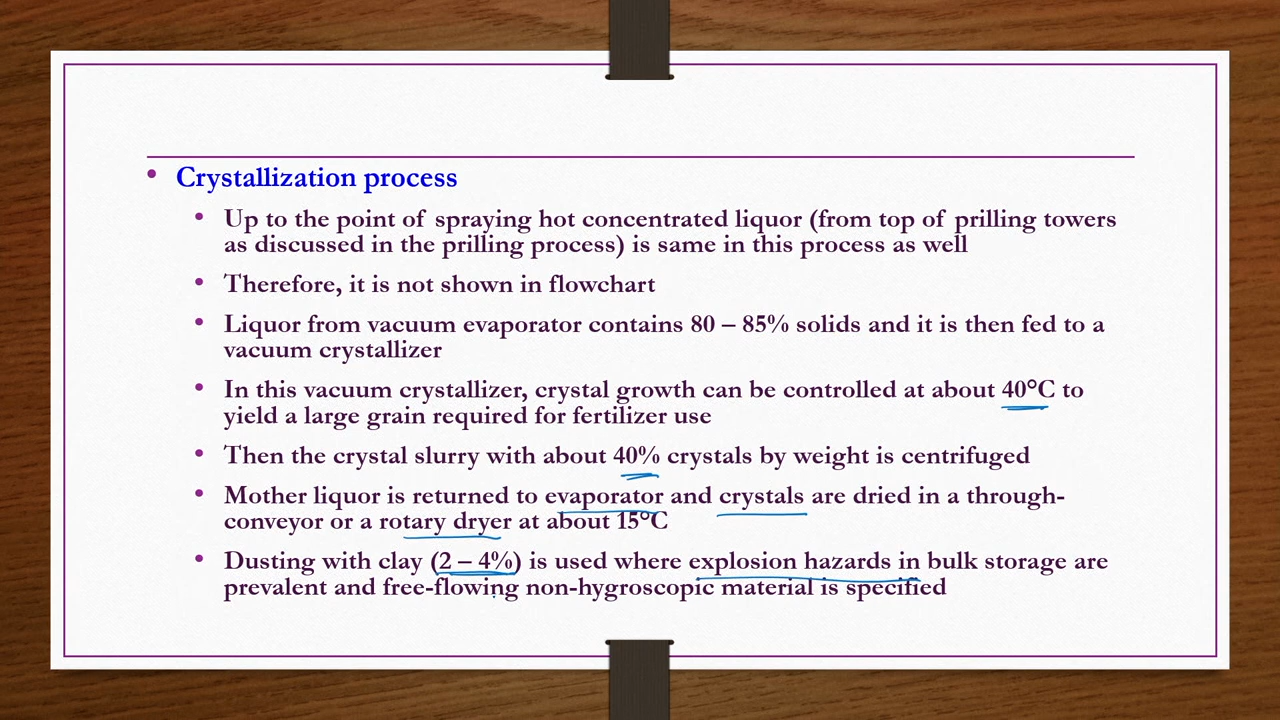 • Crystallization process
• Up to the point of spraying hot concentrated liquor (from top of prilling towers
as discussed in the prilling process) is same in this process as well
• Therefore, it is not shown in flowchart
• Liquor from vacuum evaporator contains 80 – 85% solids and it is then fed to a
vacuum crystallizer
• In this vacuum crystallizer, crystal growth can be controlled at about 40°C to
yield a large grain required for fertilizer use
• Then the crystal slurry with about 40% crystals by weight is centrifuged
• Mother liquor is returned to evaporator and crystals are dried in a through-
conveyor or a rotary dryer at about 15°C
• Dusting with clay (2 – 4%) is used where explosion hazards in bulk storage are
prevalent and free-flowing non-hygroscopic material is specified